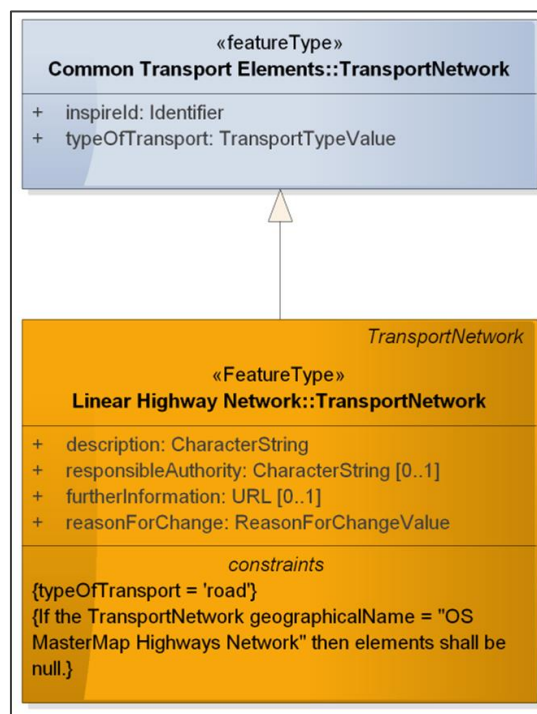 «featureType»
Common Transport Elements::TransportNetwork
+ inspireId: Identifier
+ typeOfTransport: TransportTypeValue
TransportNetwork
«FeatureType»
Linear Highway Network::TransportNetwork
+ description: CharacterString
+ responsibleAuthority: CharacterString [0..1]
+ furtherInformation: URL [0..1]
+ reasonForChange: ReasonForChangeValue
constraints
{typeOfTransport = 'road'}
{If the TransportNetwork geographicalName = "OS
MasterMap Highways Network" then elements shall be
null.}